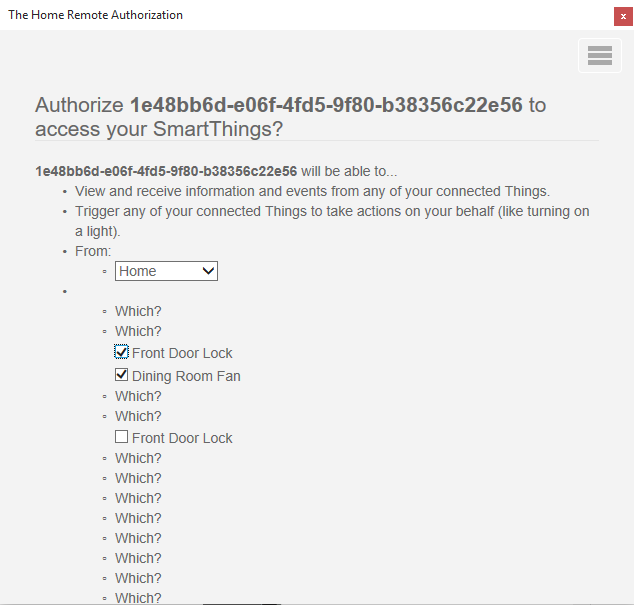 The Home Remote Authorization
x
Authorize 1e48bb6d-e06f-4fd5-9f80-b38356c22e56 to
access your SmartThings?
1e48bb6d-e06f-4fd5-9f80-b38356c22e56 will be able to...
View and receive information and events from any of your connected Things.
Trigger any of your connected Things to take actions on your behalf (like turning on
a light).
From:
Home
Which?
Which?
Front Door Lock
Dining Room Fan
Which?
Which?
Front Door Lock
Which?
Which?
Which?
Which?
Which?
Which?
Which?
Which?